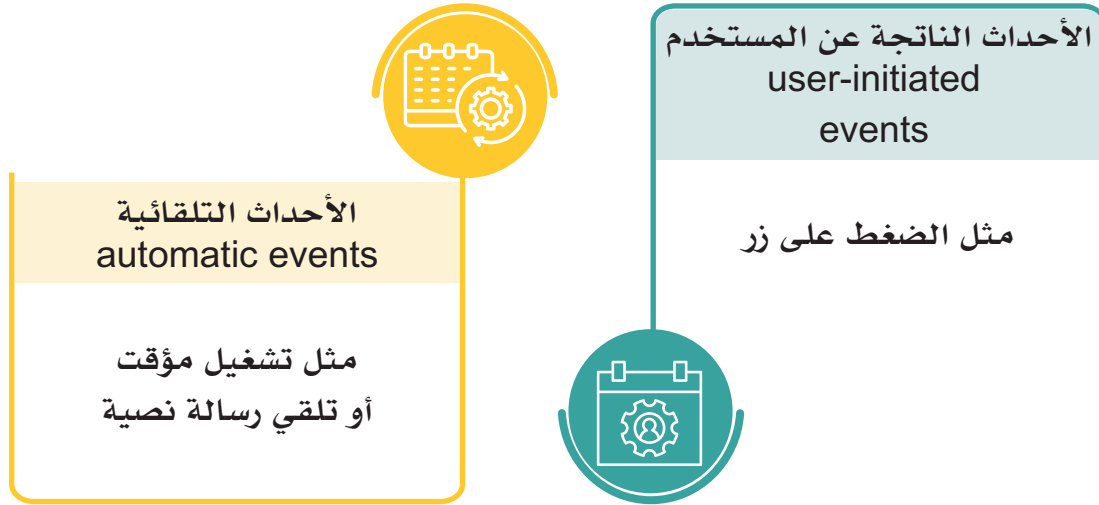 الأحداث الناتجة عن المستخدم
user-initiated
events
مثل الضغط على زر
الأحداث التلقائية
automatic events
مثل تشغيل مؤقت
أو تلقي رسالة نصية